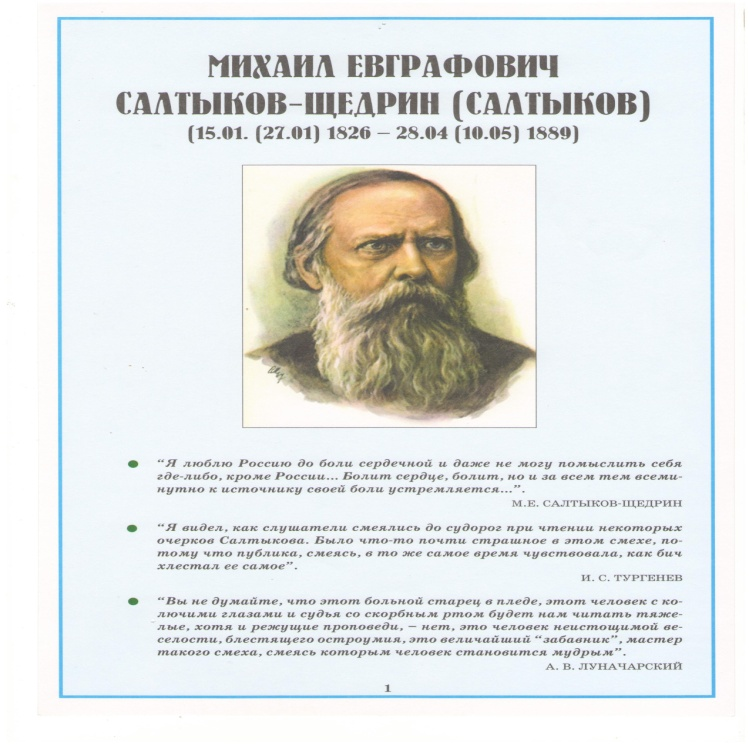 МИХАИЛ ЕВГРАФОВИЧ
САЛТЫКОВ-ЩЕДРИН (САЛТЫКОВ)
(15.01. (27.01) 1826 – 28.04 (10.05) 1889)
• “Я люблю Россию до боли сердечной и даже не могу помыслить себя
где-либо, кроме России... Болит сердце, болит, но и за всем тем всеми-
нутно к источнику своей боли устремляется...”.
М.Е. САЛТЫКОВ-ЩЕДРИН
• “Я видел, как слушатели смеялись до судорог при чтении некоторых
очерков Салтыкова. Было что-то почти страшное в этом смехе, по-
тому что публика, смеясь, в то же самое время чувствовала, как бич
хлестал ее самое”.
И. С. ТУРГЕНЕВ
• “Вы не думайте, что этот больной старец в пледе, этот человек с ко-
лючими глазами и судья со скорбным ртом будет нам читать тяже-
лые, хотя и режущие проповеди, – нет, это человек неистощимой ве-
селости, блестящего остроумия, это величайший “забавник”, мастер
такого смеха, смеясь которым человек становится мудрым”.
А. В. ЛУНАЧАРСКИЙ
1